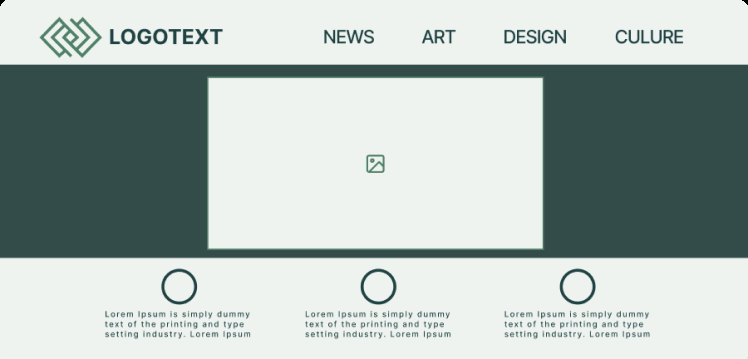 LOGOTEXT
NEWS ART DESIGN CULURE
Lorem Ipsum is simply dummy
text of the printing and type
setting industry. Lorem Ipsum
Lorem Ipsum is simply dummy
text of the printing and type
setting industry. Lorem Ipsum
Lorem Ipsum is simply dummy
text of the printing and type
setting industry. Lorem Ipsum